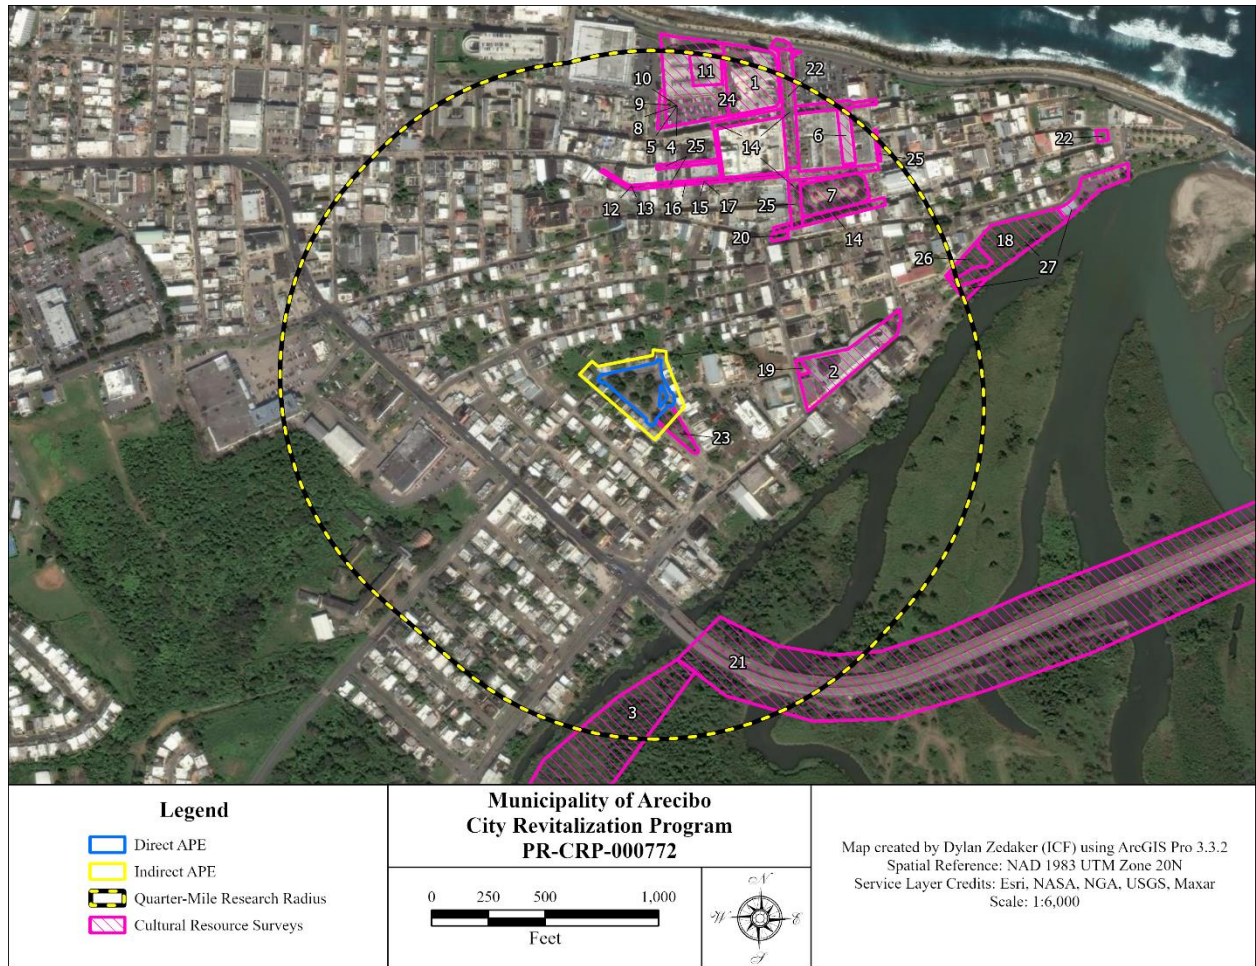 10
11
1
22
9
24
8
6
22
5
4
25
14
25
12
13
16
15
17
25
7
20
14
18
26
27
19
2
23
21
3
Legend
Direct APE
Indirect APE
Quarter-Mile Research Radius
Cultural Resource Surveys
Municipality of Arecibo
City Revitalization Program
PR-CRP-000772
0 250 500 1,000
Feet
N
W E
S
Map created by Dylan Zedaker (ICF) using ArcGIS Pro 3.3.2
Spatial Reference: NAD 1983 UTM Zone 20N
Service Layer Credits: Esri, NASA, NGA, USGS, Maxar
Scale: 1:6,000